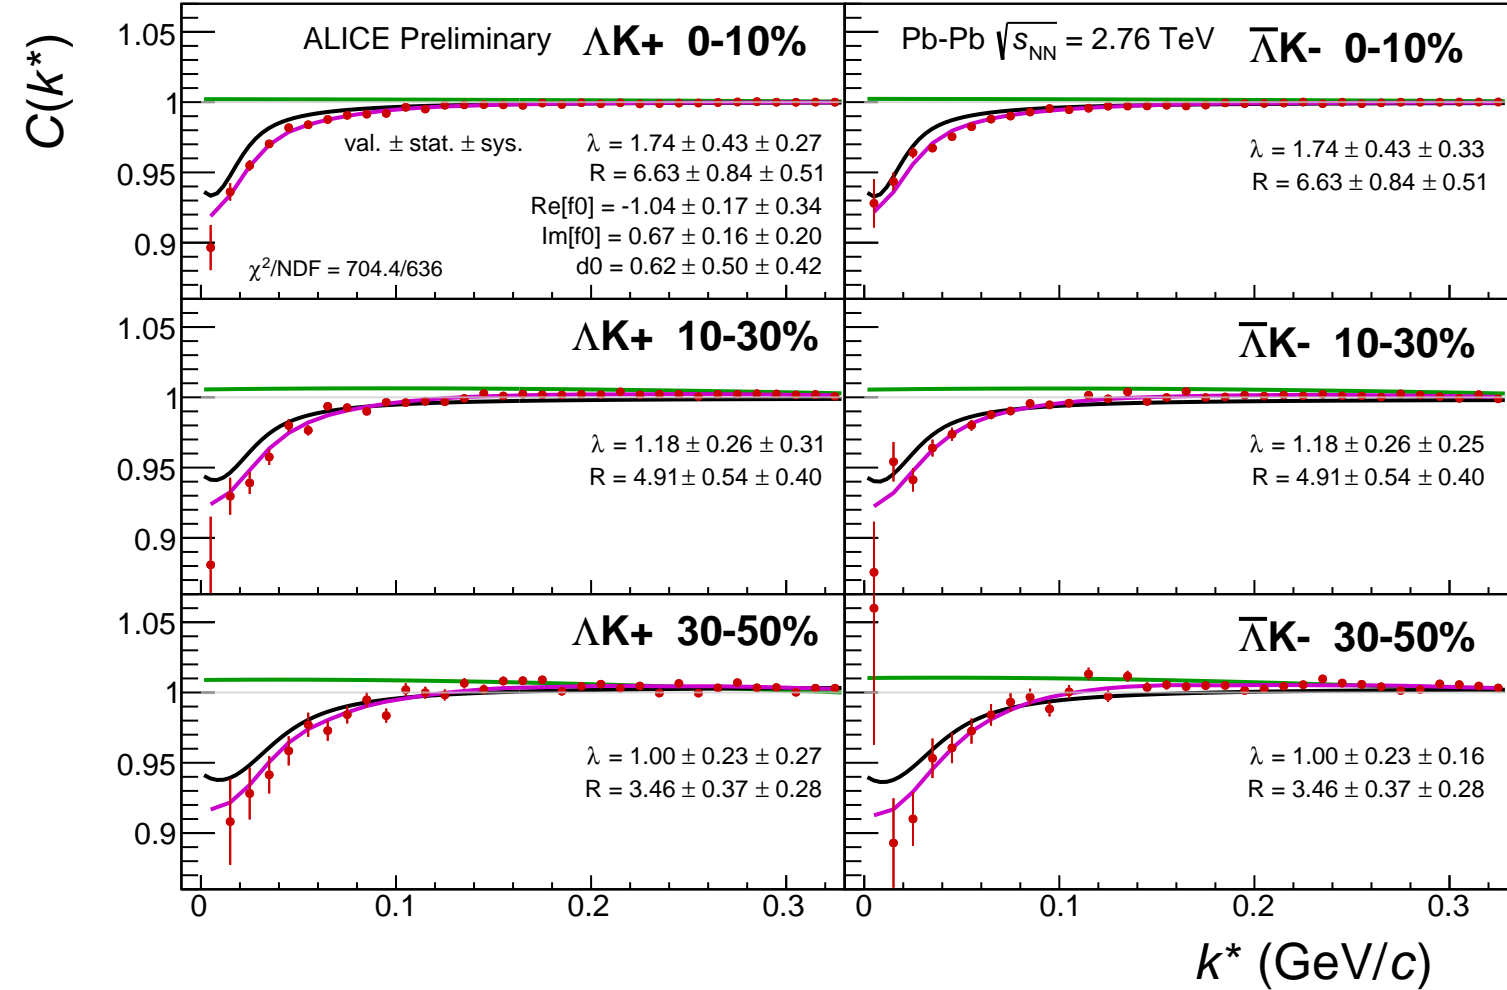 C(k*)
ALICE Preliminary ΛK+ 0-10%
1.05
1
0.95
0.9
val. ± stat. ± sys.
λ = 1.74 ± 0.43 ± 0.27
R = 6.63 ± 0.84 ± 0.51
Re[f0] = -1.04 ± 0.17 ± 0.34
Im[f0] = 0.67 ± 0.16 ± 0.20
d0 = 0.62 ± 0.50 ± 0.42
χ²/NDF = 704.4/636
Pb-Pb √sNN = 2.76 TeV Λ̅K- 0-10%
λ = 1.74 ± 0.43 ± 0.33
R = 6.63 ± 0.84 ± 0.51
ΛK+ 10-30%
1.05
1
0.95
0.9
λ = 1.18 ± 0.26 ± 0.31
R = 4.91 ± 0.54 ± 0.40
Λ̅K- 10-30%
λ = 1.18 ± 0.26 ± 0.25
R = 4.91 ± 0.54 ± 0.40
ΛK+ 30-50%
1.05
1
0.95
0.9
λ = 1.00 ± 0.23 ± 0.27
R = 3.46 ± 0.37 ± 0.28
Λ̅K- 30-50%
λ = 1.00 ± 0.23 ± 0.16
R = 3.46 ± 0.37 ± 0.28
0 0.1 0.2 0.3
0 0.1 0.2 0.3
k* (GeV/c)